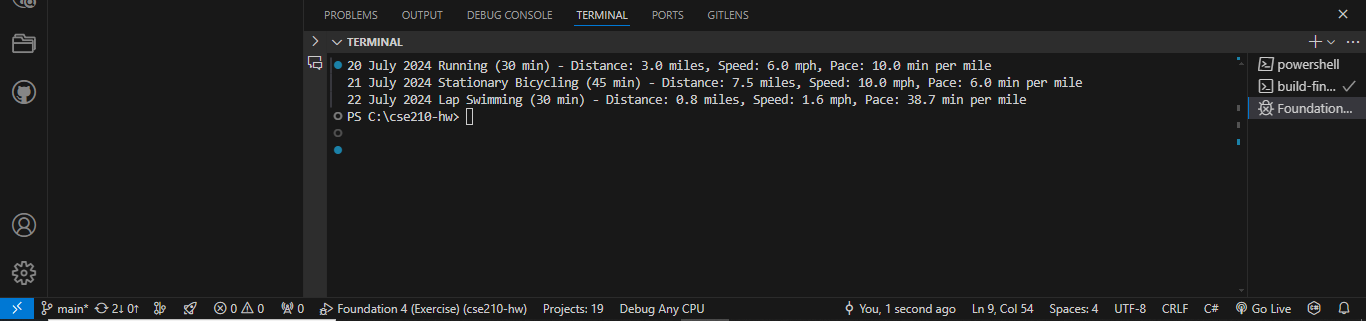 PROBLEMS OUTPUT DEBUG CONSOLE TERMINAL PORTS GITLENS
TERMINAL
20 July 2024 Running (30 min) - Distance: 3.0 miles, Speed: 6.0 mph, Pace: 10.0 min per mile
21 July 2024 Stationary Bicycling (45 min) - Distance: 7.5 miles, Speed: 10.0 mph, Pace: 6.0 min per mile
22 July 2024 Lap Swimming (30 min) - Distance: 0.8 miles, Speed: 1.6 mph, Pace: 38.7 min per mile
PS C:\cse210-hw>
powershell
build-fin...
Foundation...
main* 2↓ 0↑ 0 0 0 Foundation 4 (Exercise) (cse210-hw) Projects: 19 Debug Any CPU You, 1 second ago Ln 9, Col 54 Spaces: 4 UTF-8 CRLF C# Go Live